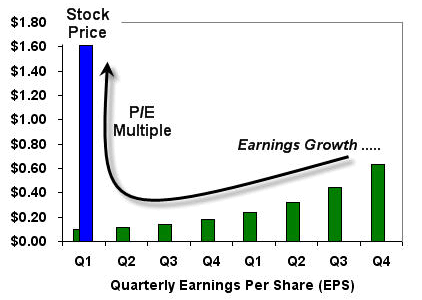 Stock
Price
$1.80
$1.60
$1.40
$1.20
$1.00
$0.80
$0.60
$0.40
$0.20
$0.00
P/E
Multiple
Earnings Growth .....
Q1 Q2 Q3 Q4 Q1 Q2 Q3 Q4
Quarterly Earnings Per Share (EPS)